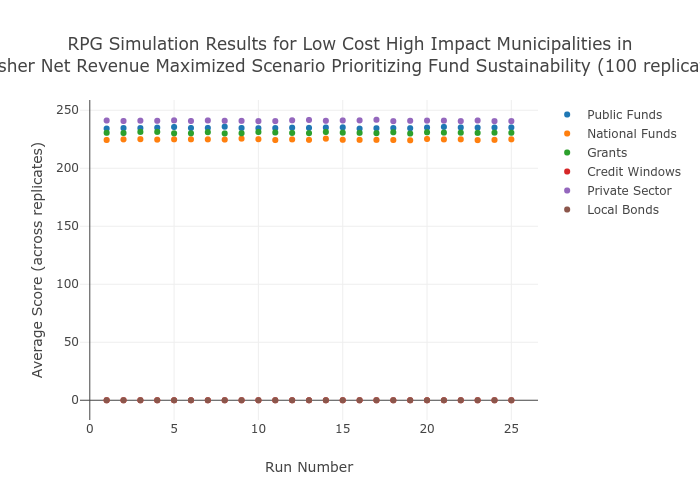 RPG Simulation Results for Low Cost High Impact Municipalities in
sher Net Revenue Maximized Scenario Prioritizing Fund Sustainability (100 replica
Average Score (across replicates)
250
200
150
100
50
0
0
5
10
15
20
25
Run Number
Public Funds
National Funds
Grants
Credit Windows
Private Sector
Local Bonds